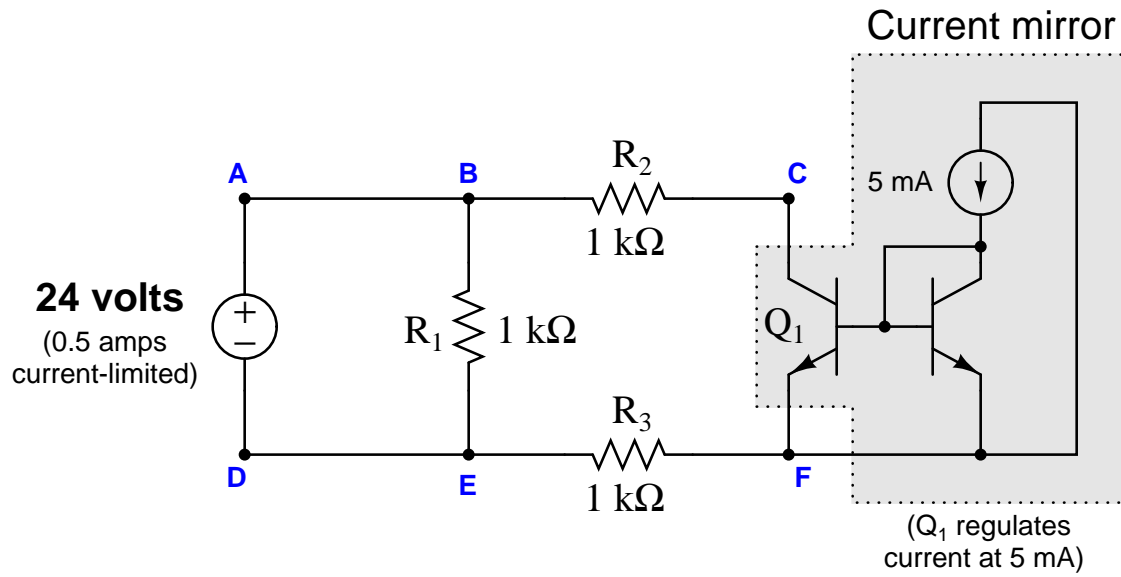 Current mirror
A
B
R2
C
5 mA
1 kΩ
24 volts
(0.5 amps
current-limited)
+
−
R1
1 kΩ
Q1
R3
D
E
F
1 kΩ
(Q1 regulates
current at 5 mA)